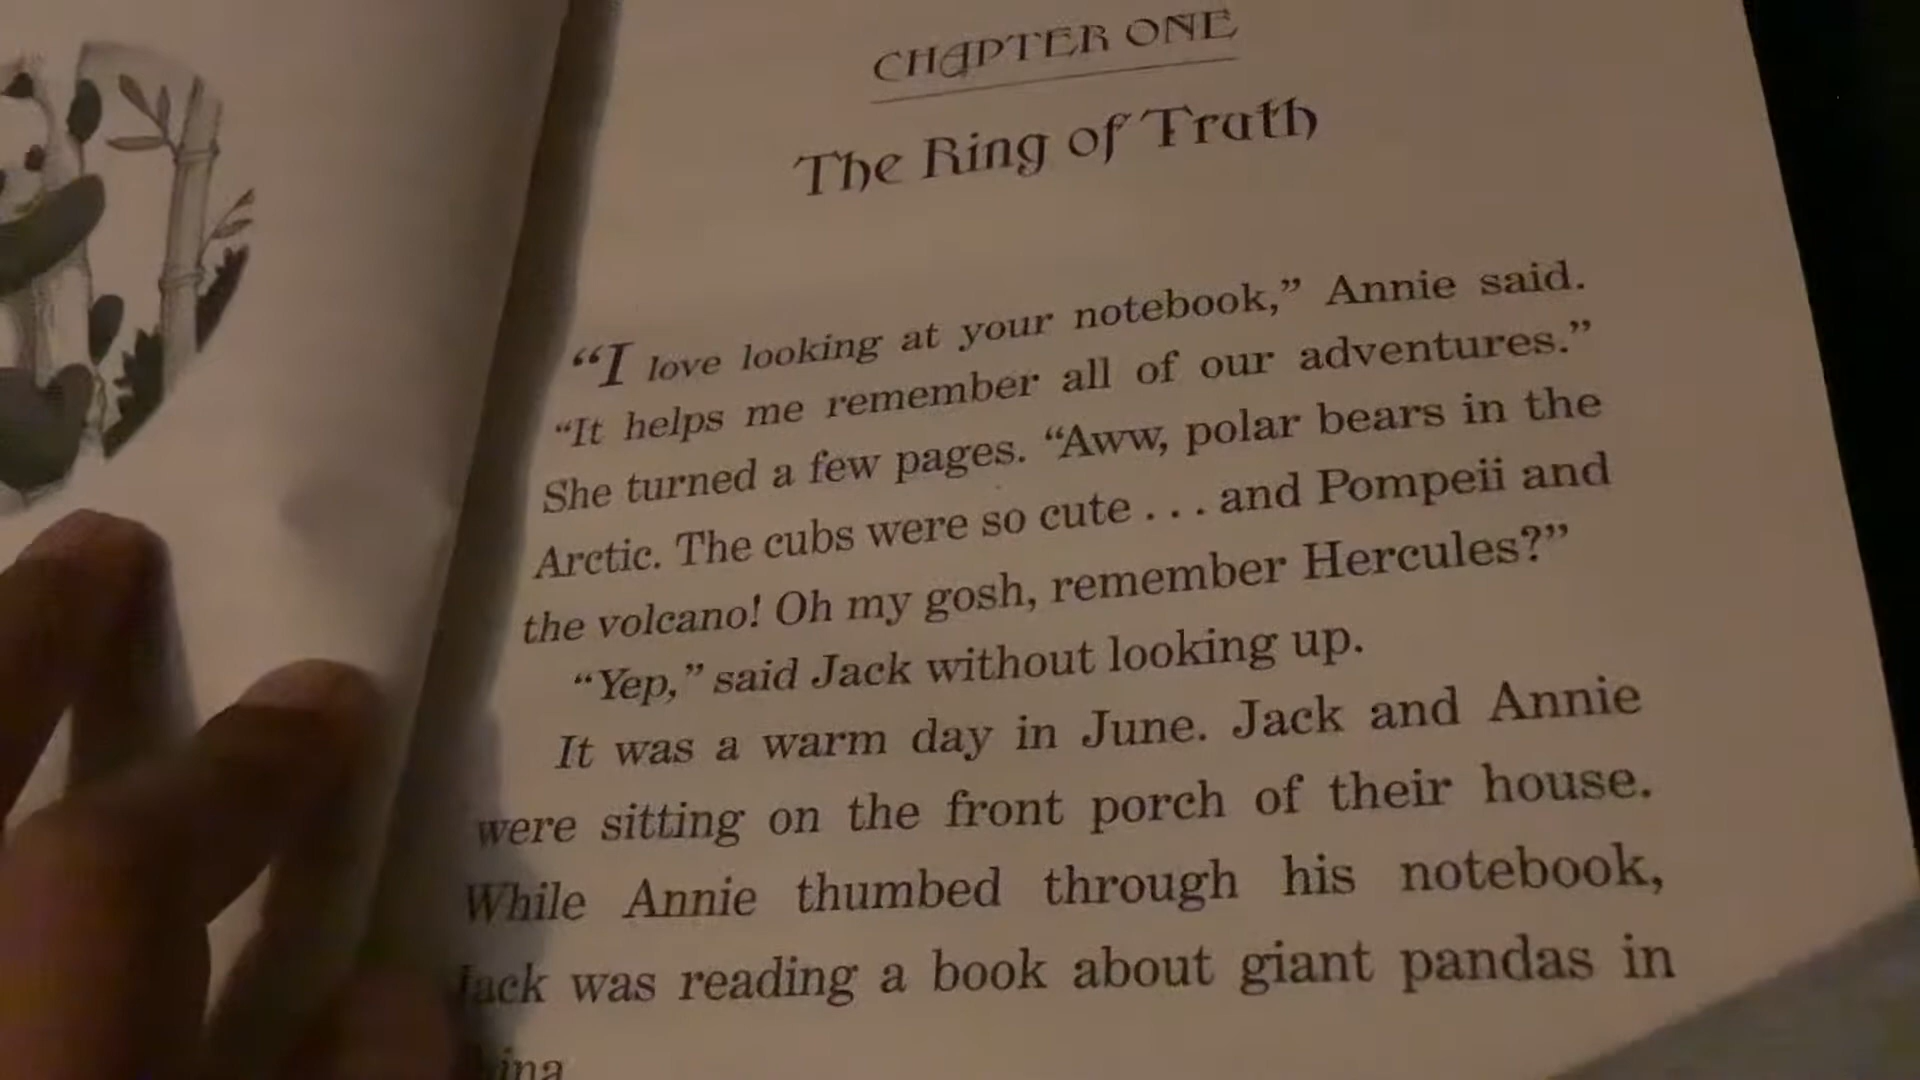 CHAPTER ONE
The Ring of Truth
“I love looking at your notebook,” Annie said.
“It helps me remember all of our adventures.”
She turned a few pages. “Aww, polar bears in the
Arctic. The cubs were so cute . . . and Pompeii and
the volcano! Oh my gosh, remember Hercules?”
“Yep,” said Jack without looking up.
It was a warm day in June. Jack and Annie
were sitting on the front porch of their house.
While Annie thumbed through his notebook,
Jack was reading a book about giant pandas in